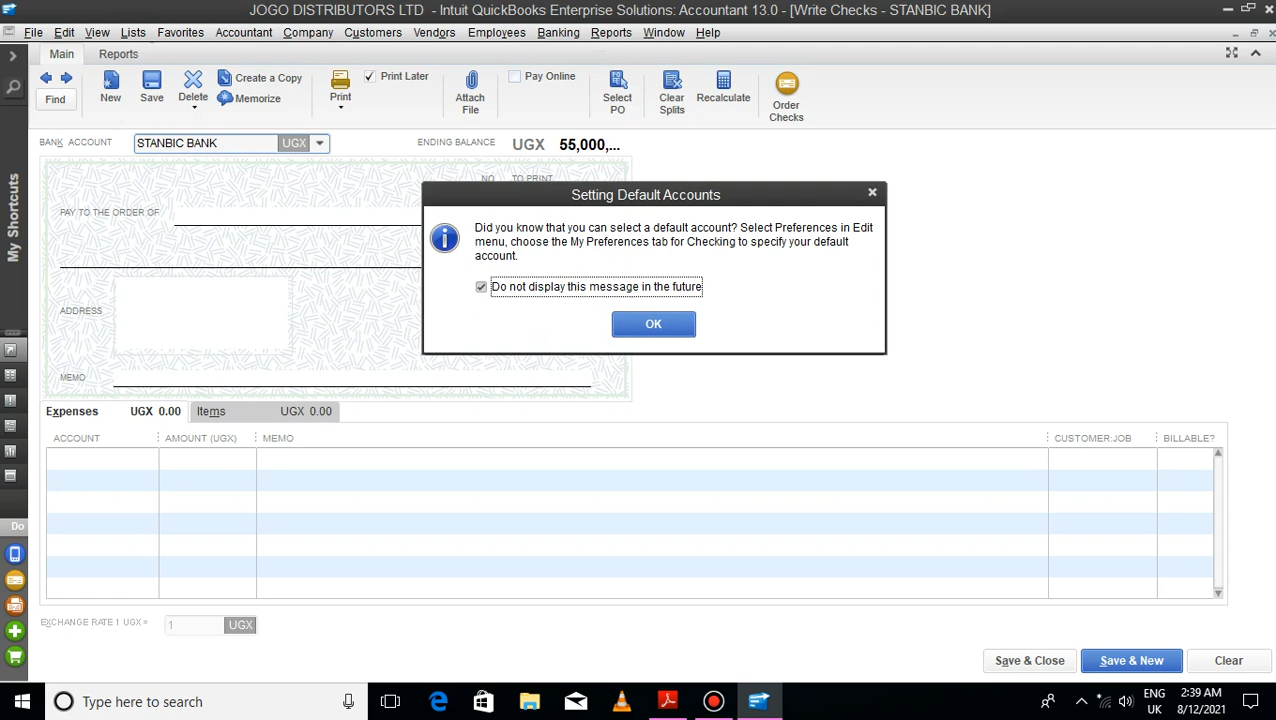 JOGO DISTRIBUTORS LTD - Intuit QuickBooks Enterprise Solutions: Accountant 13.0 - [Write Checks - STANBIC BANK]
File Edit View Lists Favorites Accountant Company Customers Vendors Employees Banking Reports Window Help
Main Reports
Create a Copy Print Later Pay Online
New Save Delete Memorize Print Attach File Select PO Clear Splits Recalculate Order Checks
Find
BANK ACCOUNT STANBIC BANK UGX ENDING BALANCE UGX 55,000,...
NO. TO PRINT
PAY TO THE ORDER OF
ADDRESS
MEMO
Setting Default Accounts
Did you know that you can select a default account? Select Preferences in Edit
menu, choose the My Preferences tab for Checking to specify your default
account.
Do not display this message in the future
OK
My Shortcuts
Do
Expenses UGX 0.00 Items UGX 0.00
ACCOUNT AMOUNT (UGX) MEMO CUSTOMER:JOB BILLABLE?
EXCHANGE RATE 1 UGX = 1 UGX
Save & Close Save & New Clear
Type here to search
ENG 2:39 AM
UK 8/12/2021